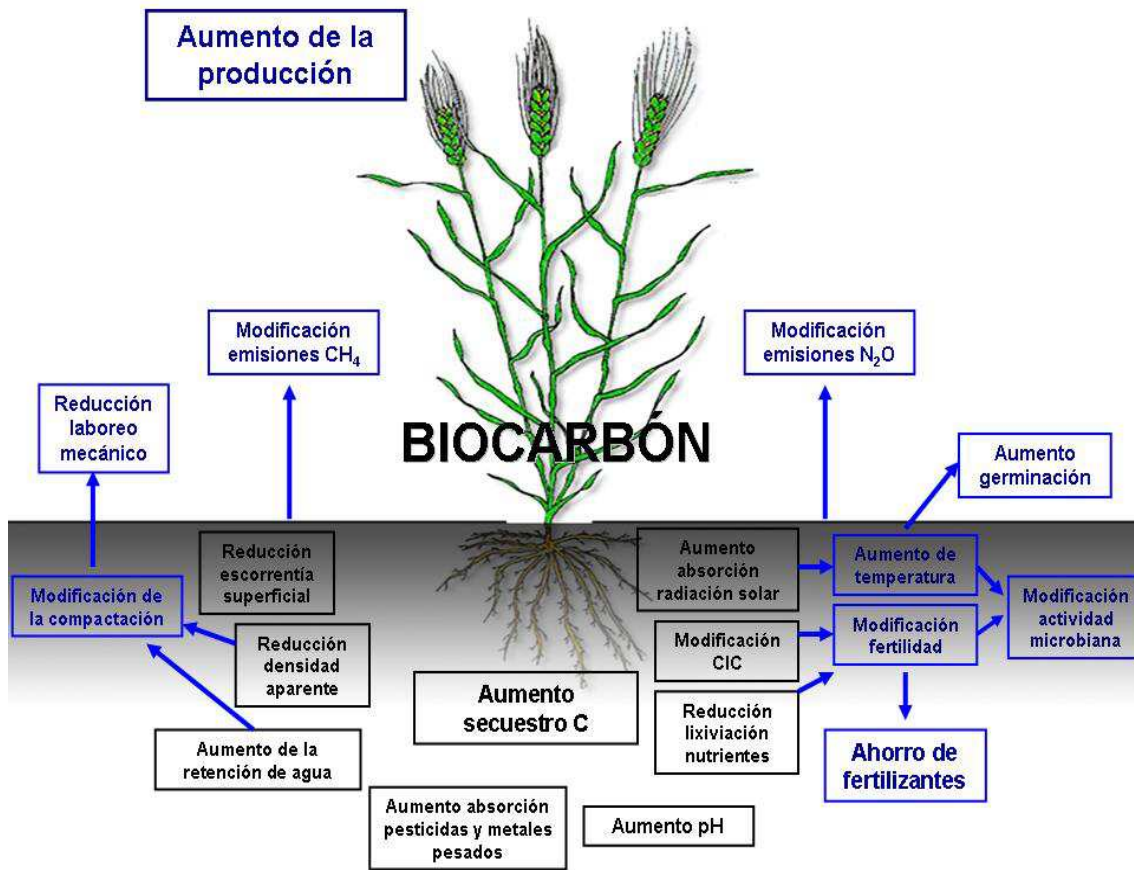 Aumento de la
producción
Modificación
emisiones CH₄
Modificación
emisiones N₂O
Reducción
laboreo
mecánico
BIOCARBÓN
Aumento
germinación
Reducción
escorrentía
superficial
Aumento
absorción
radiación solar
Aumento de
temperatura
Modificación de
la compactación
Modificación
actividad
microbiana
Reducción
densidad
aparente
Modificación
CIC
Modificación
fertilidad
Aumento
secuestro C
Reducción
lixiviación
nutrientes
Aumento de la
retención de agua
Ahorro de
fertilizantes
Aumento absorción
pesticidas y metales
pesados
Aumento pH